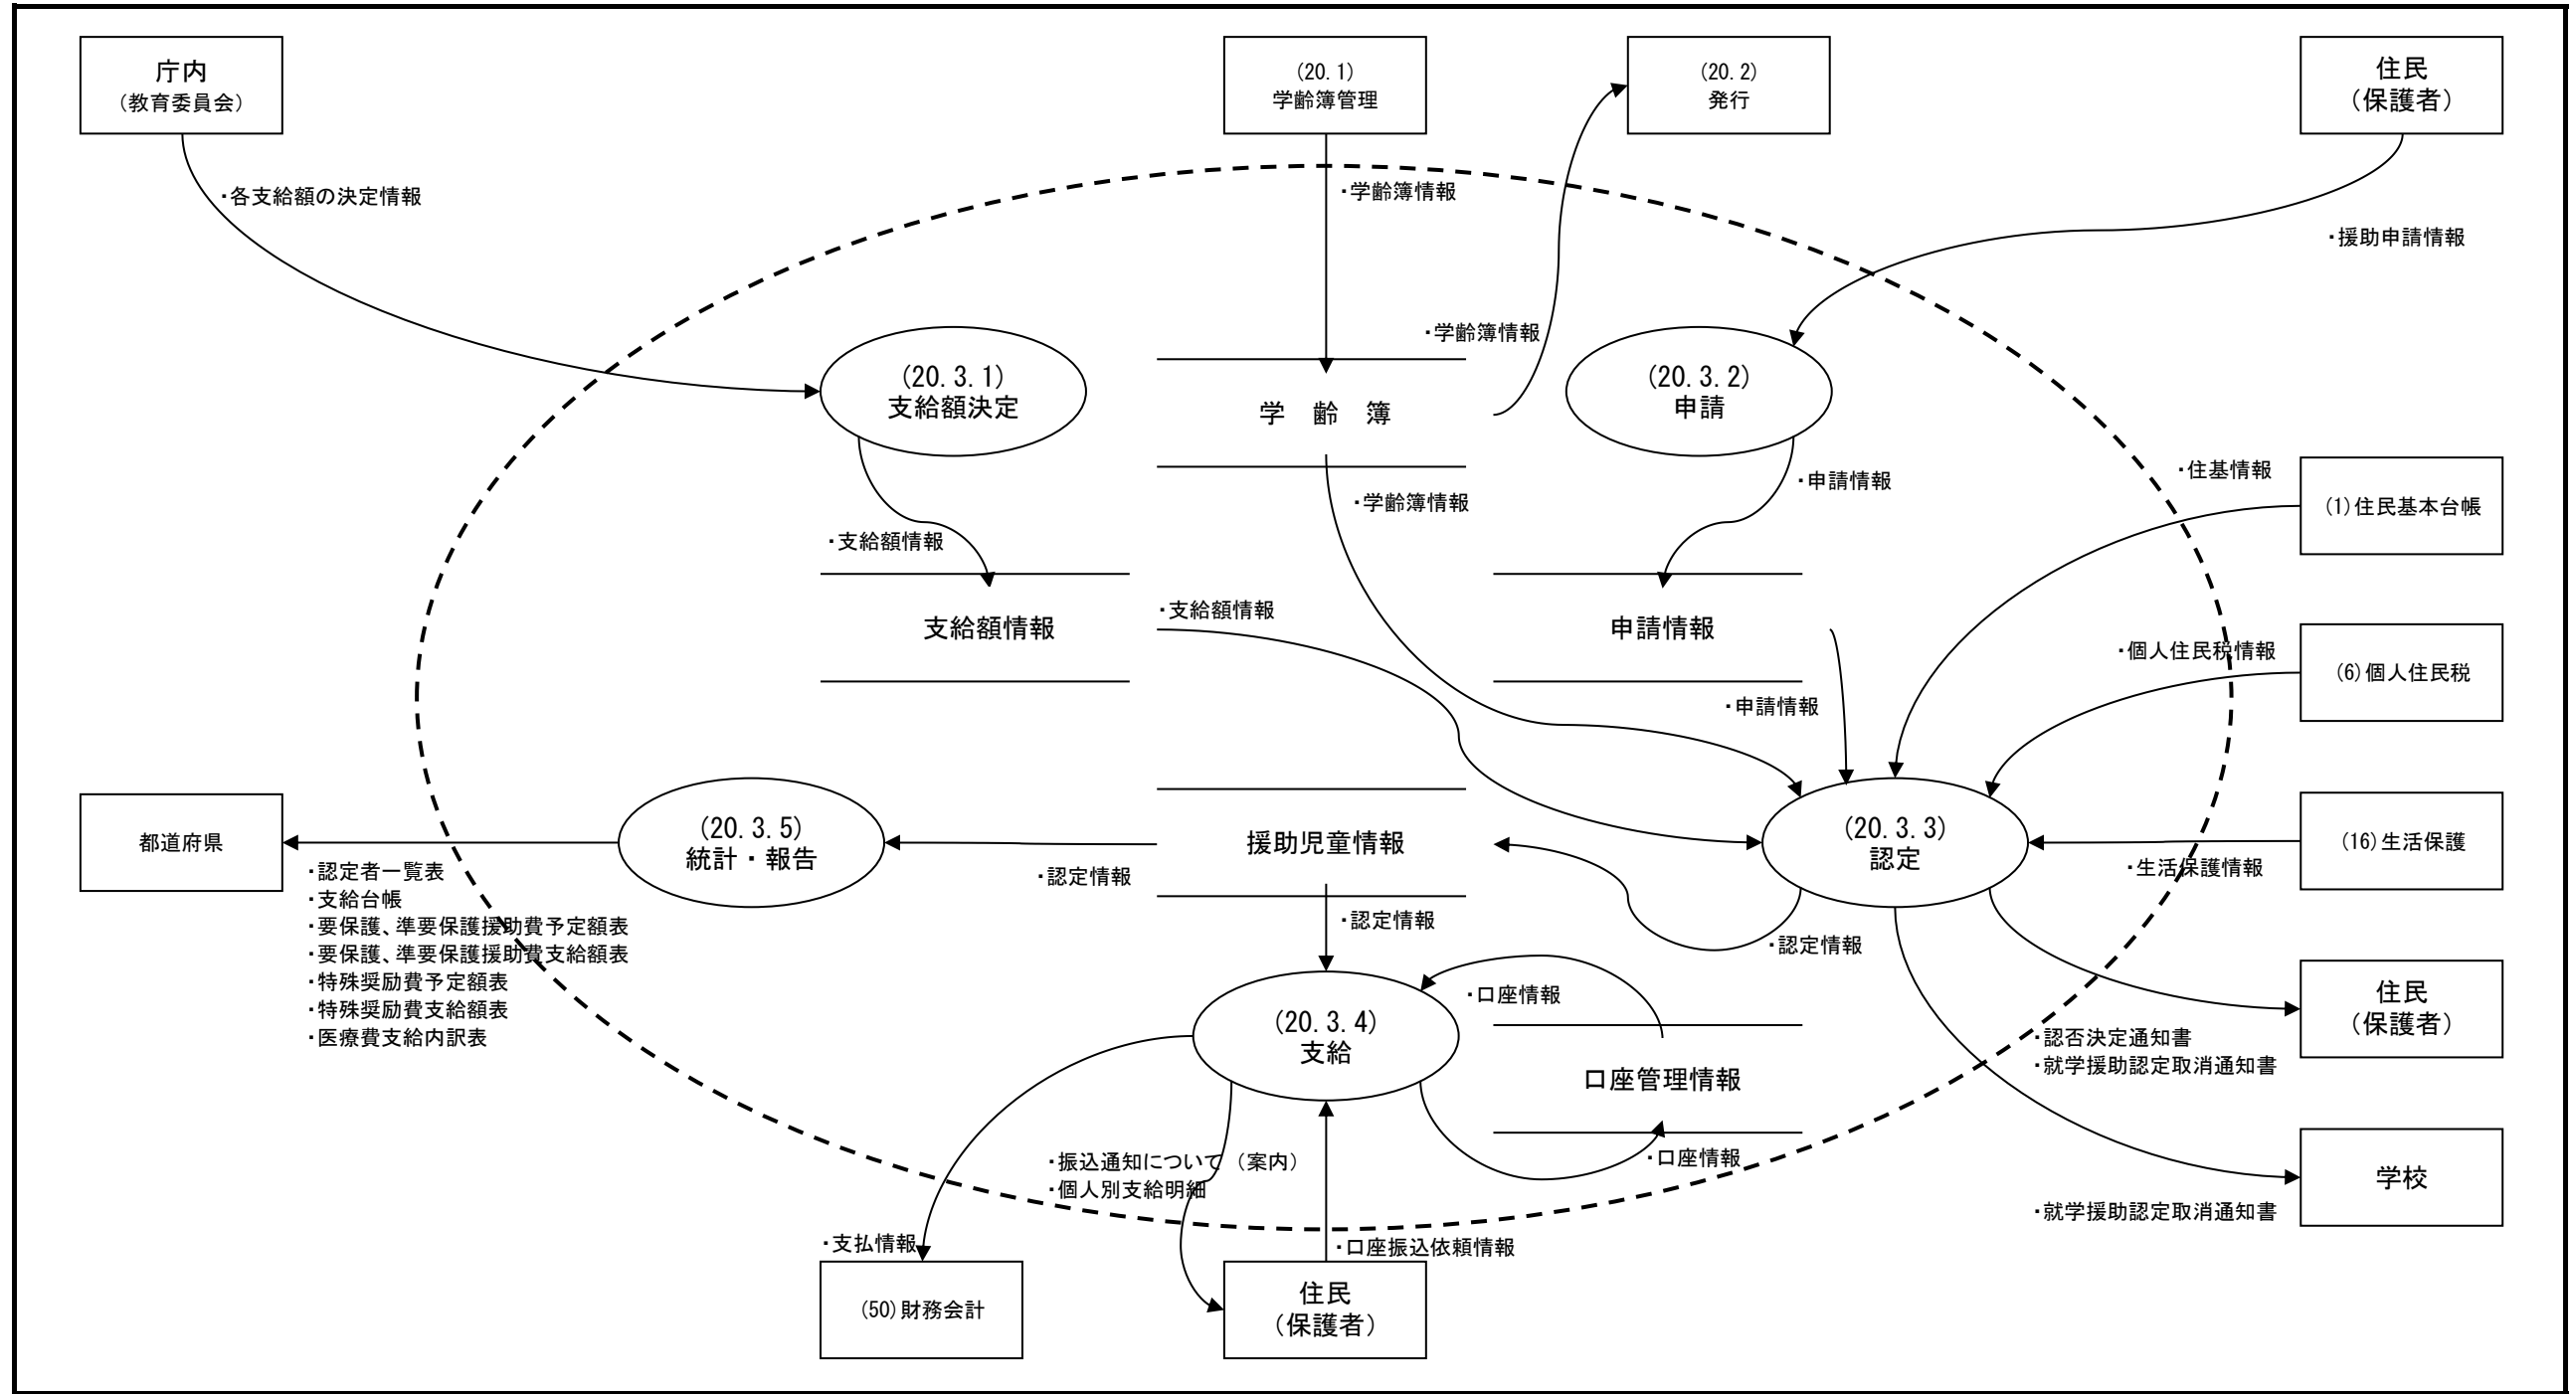 庁内
（教育委員会）
(20.1)
学齢簿管理
(20.2)
発行
住民
（保護者）
・各支給額の決定情報
・学齢簿情報
・援助申請情報
・学齢簿情報
(20.3.1)
支給額決定
学　齢　簿
(20.3.2)
申請
・住基情報
・申請情報
・学齢簿情報
(1)住民基本台帳
・支給額情報
・支給額情報
支給額情報
申請情報
・個人住民税情報
(6)個人住民税
・申請情報
都道府県
(20.3.5)
統計・報告
援助児童情報
(20.3.3)
認定
(16)生活保護
・生活保護情報
・認定情報
・認定者一覧表
・支給台帳
・要保護、準要保護援助費予定額表
・要保護、準要保護援助費支給額表
・特殊奨励費予定額表
・特殊奨励費支給額表
・医療費支給内訳表
・認定情報
・認定情報
・口座情報
(20.3.4)
支給
住民
（保護者）
・認否決定通知書
・就学援助認定取消通知書
口座管理情報
・振込通知について（案内）
・個人別支給明細
・口座情報
学校
・就学援助認定取消通知書
・支払情報
・口座振込依頼情報
(50)財務会計
住民
（保護者）